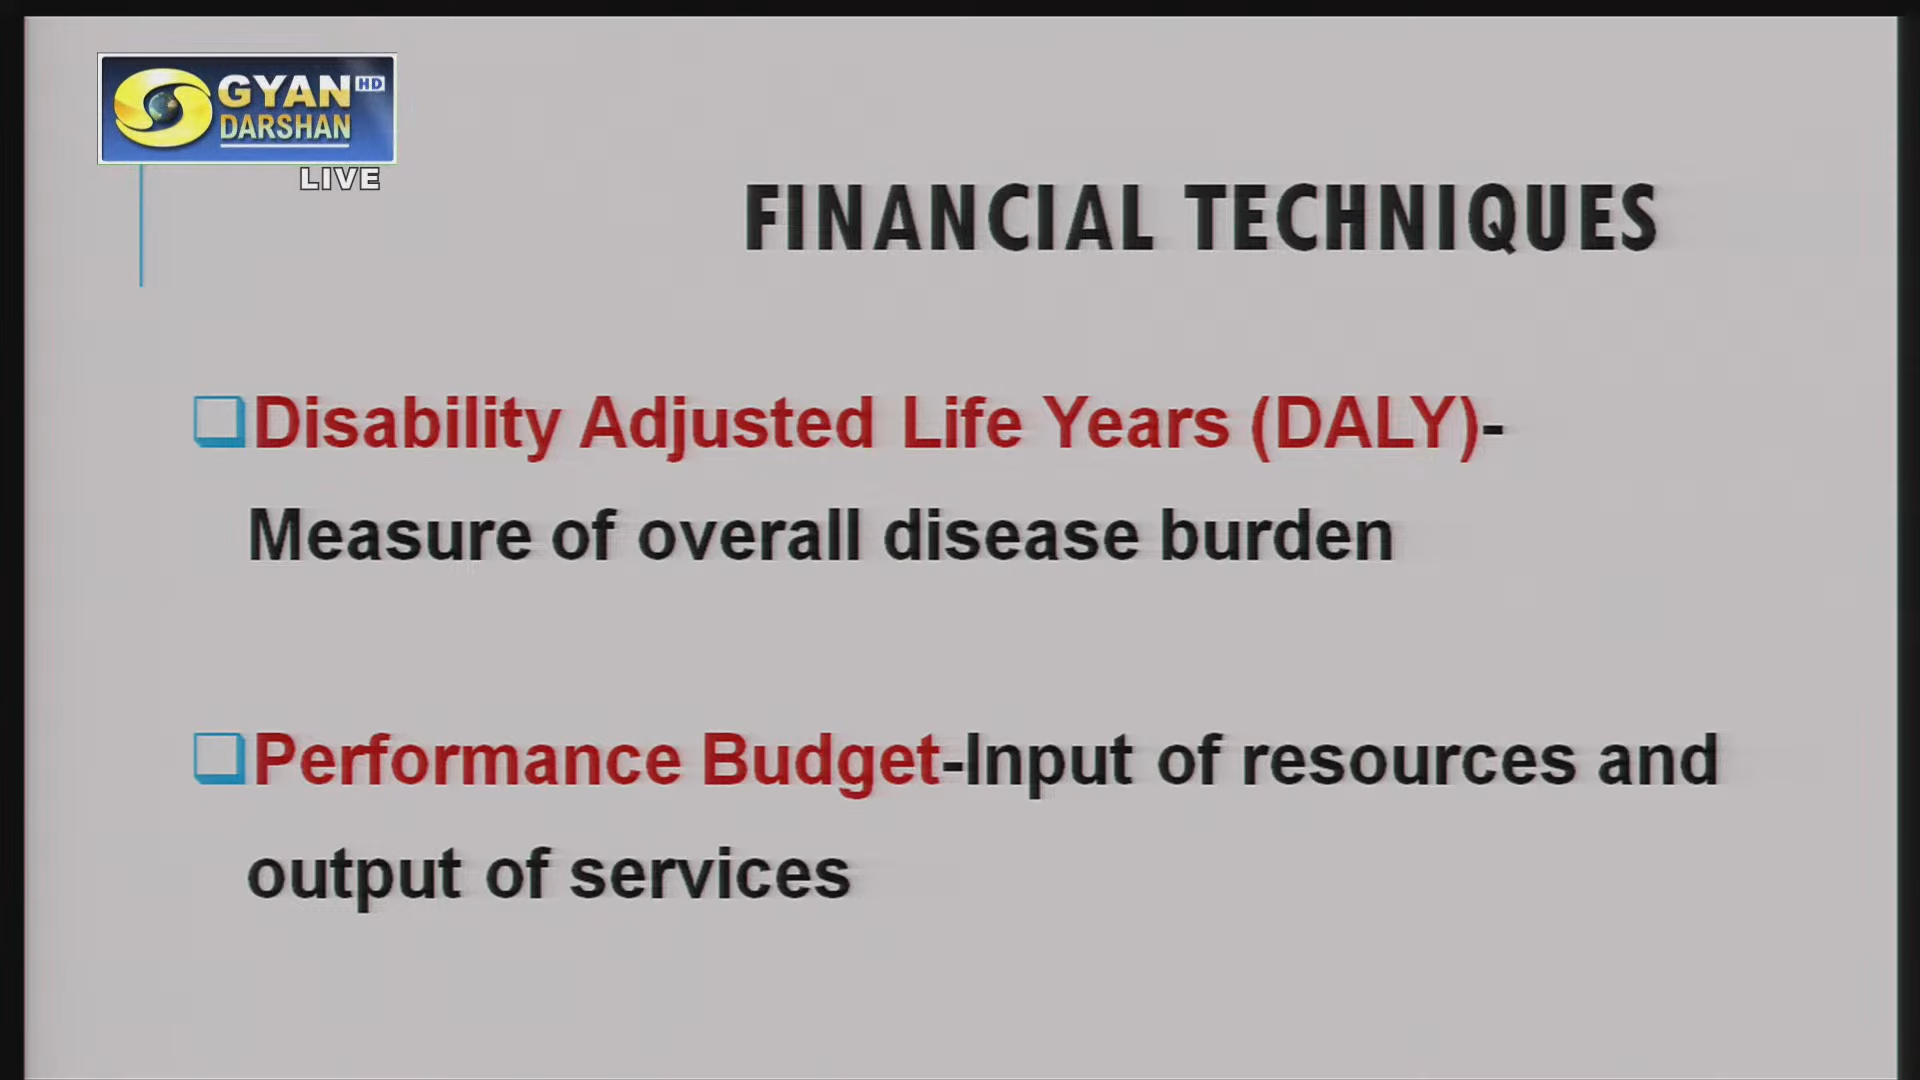 GYAN HD
DARSHAN
LIVE
FINANCIAL TECHNIQUES
Disability Adjusted Life Years (DALY)-
Measure of overall disease burden
Performance Budget-Input of resources and
output of services